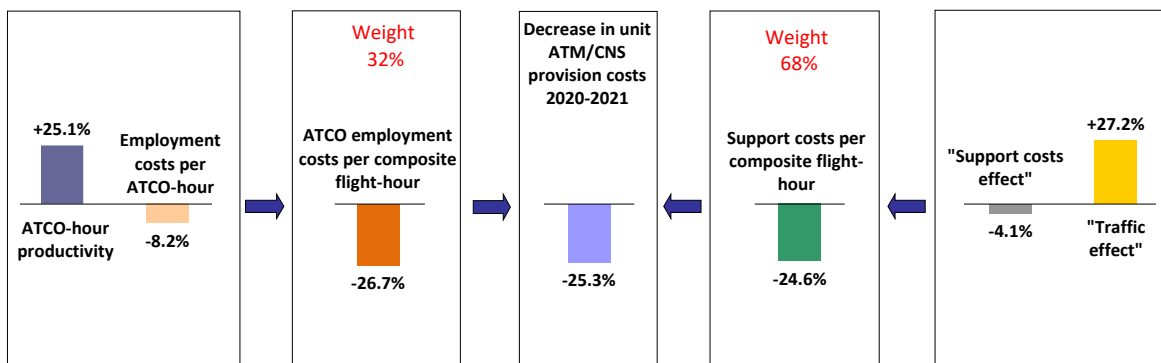 +25.1%
ATCO-hour
productivity
Employment
costs per
ATCO-hour
-8.2%
Weight
32%
ATCO employment
costs per composite
flight-hour
-26.7%
Decrease in unit
ATM/CNS
provision costs
2020-2021
-25.3%
Weight
68%
Support costs per
composite flight-
hour
-24.6%
"Support costs
effect"
-4.1%
+27.2%
"Traffic
effect"